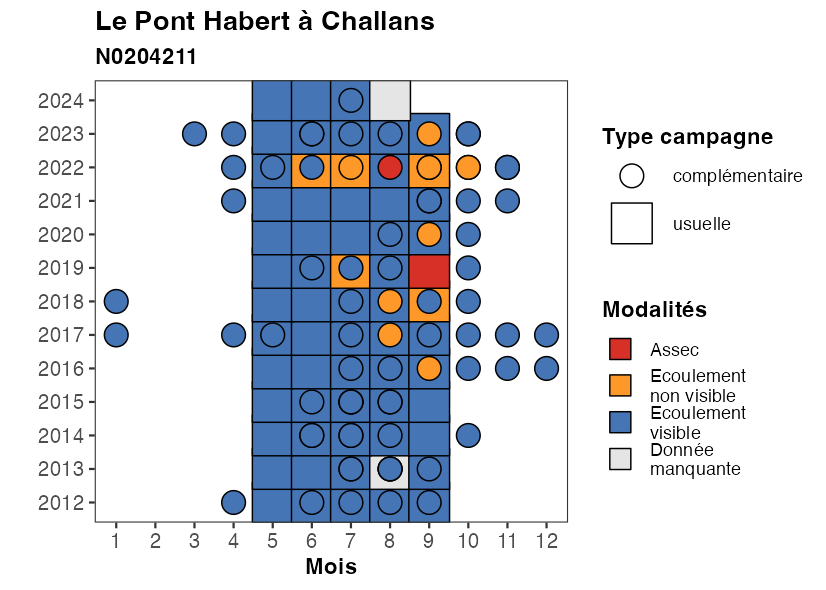 Le Pont Habert à Challans
N0204211
2024
2023
2022
2021
2020
2019
2018
2017
2016
2015
2014
2013
2012
1 2 3 4 5 6 7 8 9 10 11 12
Mois
Type campagne
complémentaire
usuelle
Modalités
Assec
Ecoulement
non visible
Ecoulement
visible
Donnée
manquante